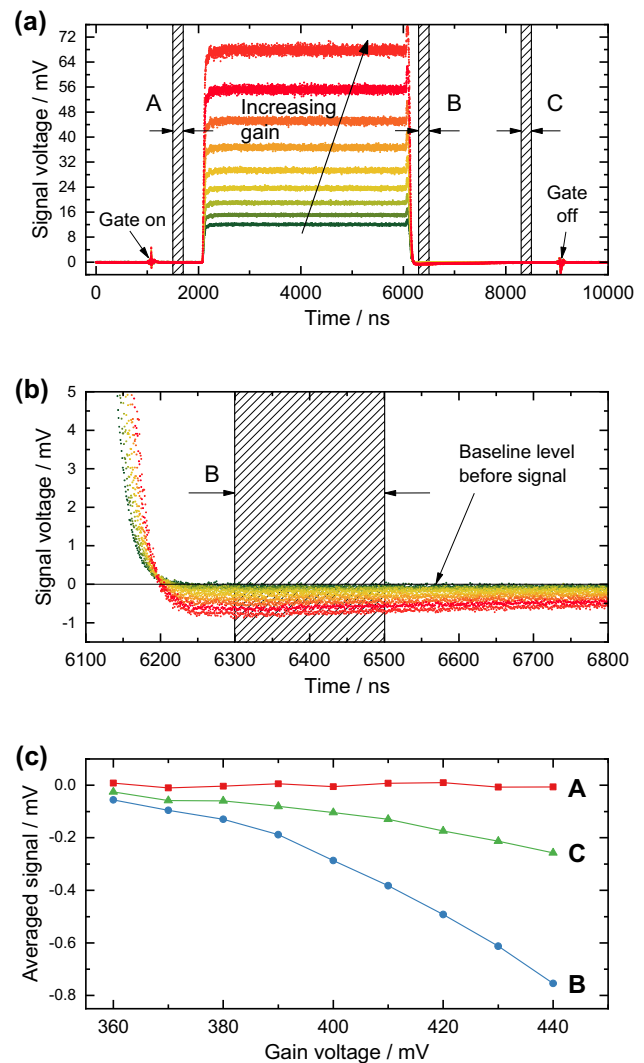 (a)
72
64
56
48
40
32
24
16
8
0
Signal voltage / mV
A
B
C
Increasing
gain
Gate on
Gate
off
0
2000
4000
6000
8000
10000
Time / ns
(b)
5
4
3
2
1
0
-1
Signal voltage / mV
B
Baseline level
before signal
6100
6200
6300
6400
6500
6600
6700
6800
Time / ns
(c)
0.0
-0.2
-0.4
-0.6
-0.8
Averaged signal / mV
A
C
B
360
380
400
420
440
Gain voltage / mV